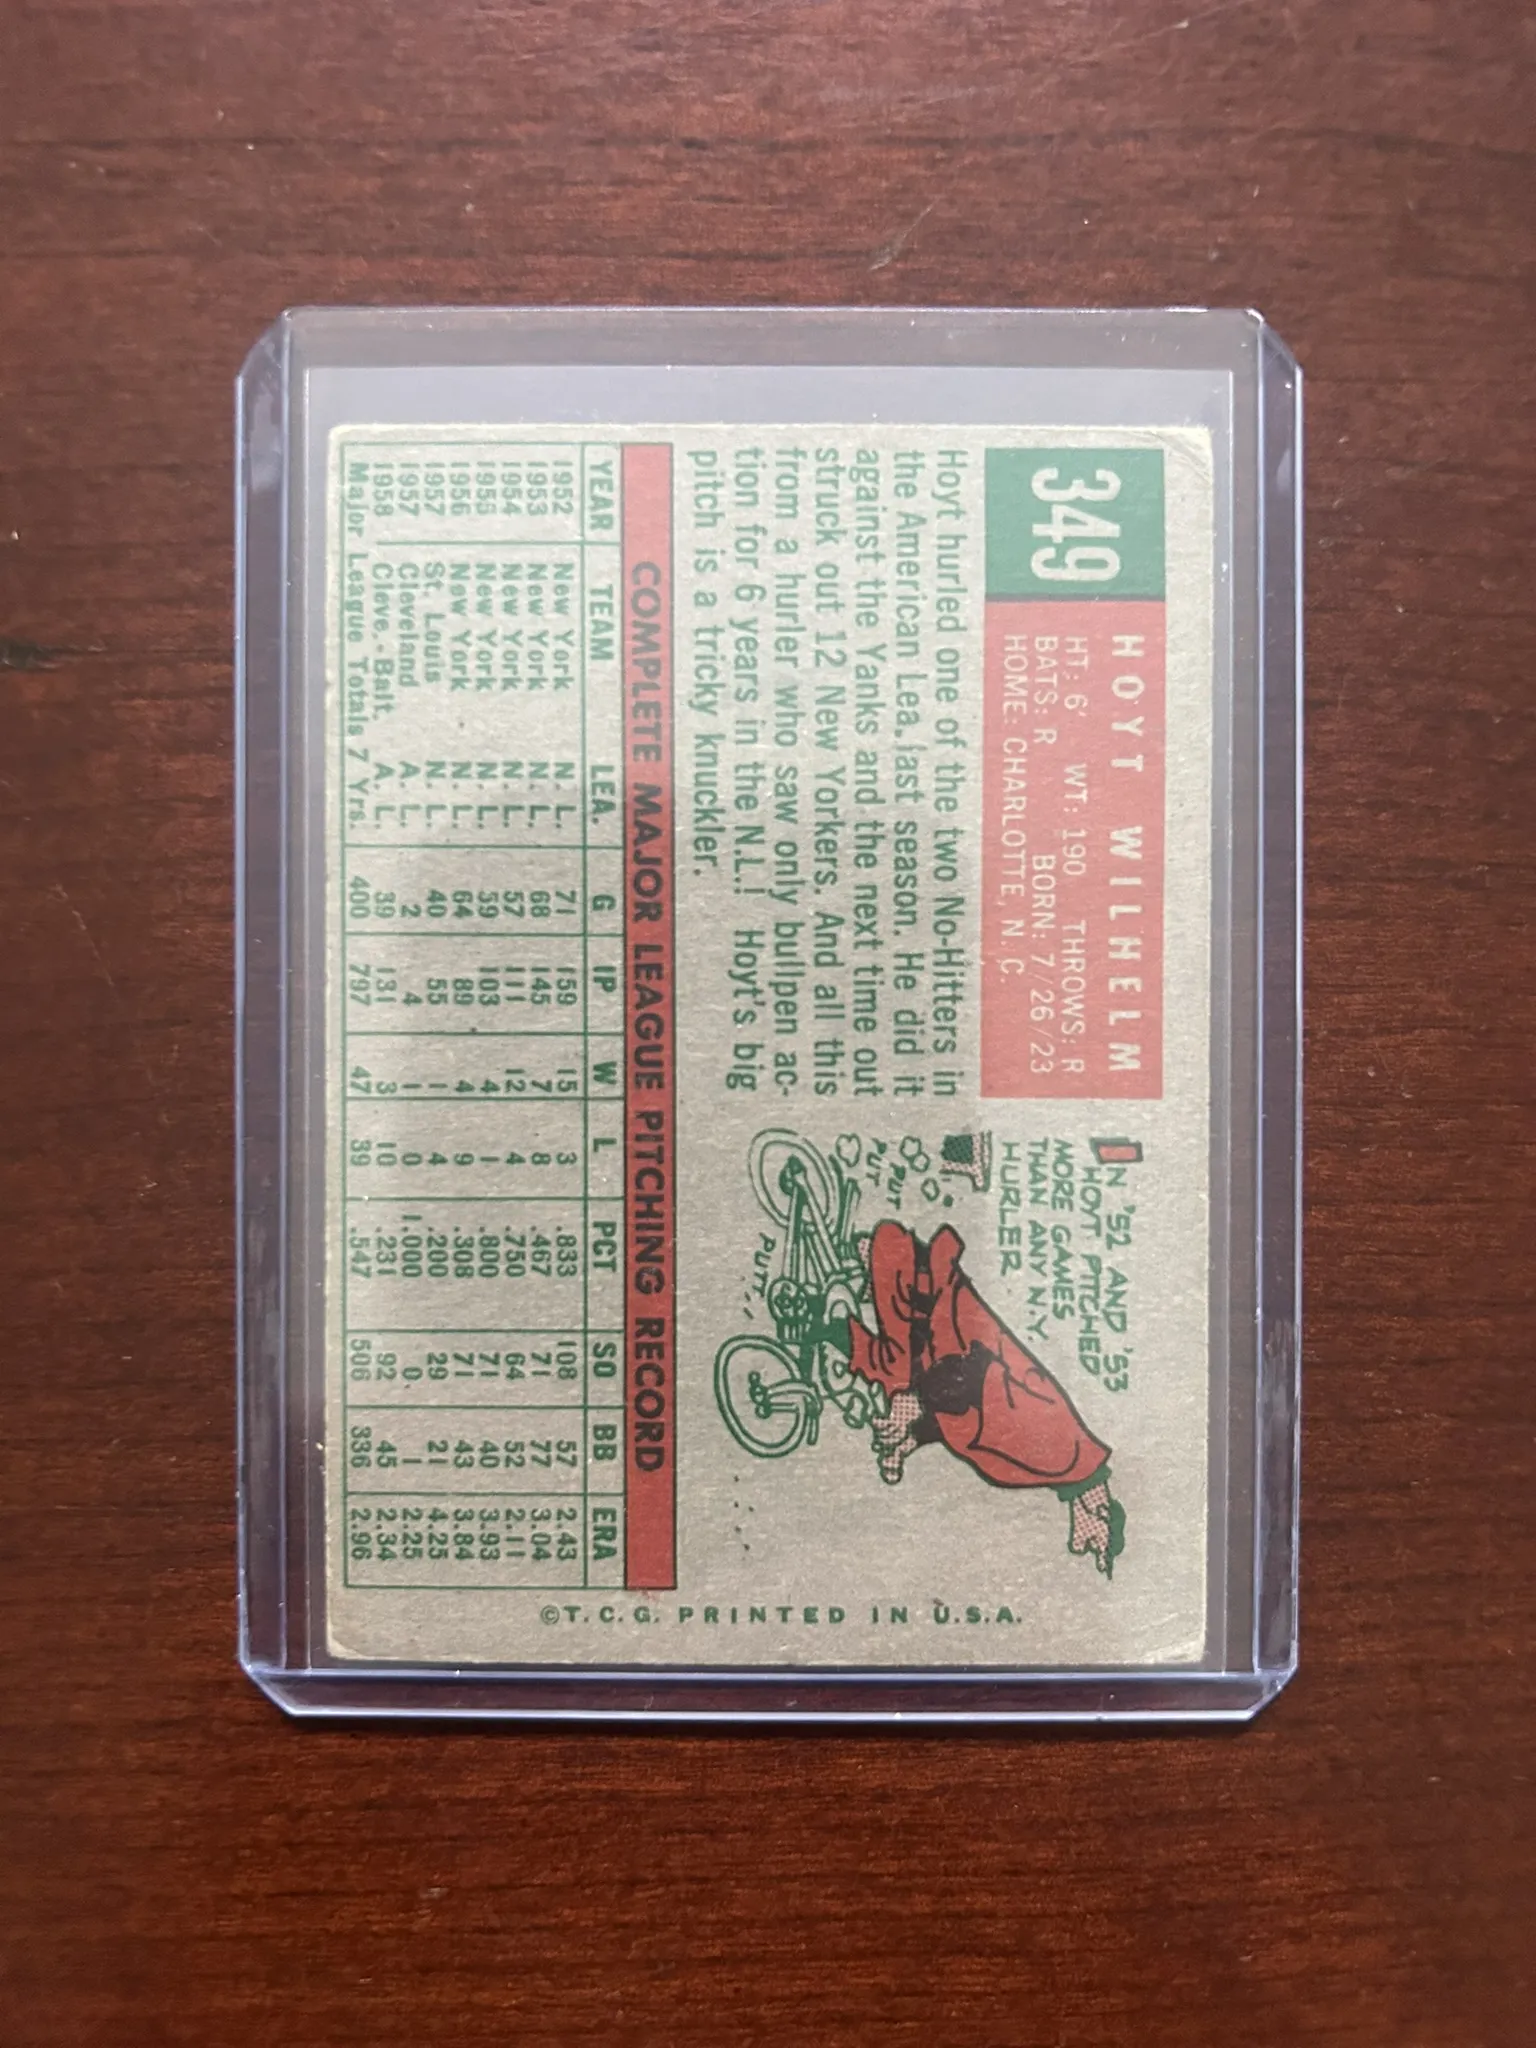 349
HOYT WILHELM
HT: 6' WT: 190 THROWS: R
BATS: R BORN: 7/26/23
HOME: CHARLOTTE, N. C.
Hoyt hurled one of the two No-Hitters in
the American Lea. last season. He did it
against the Yanks and the next time out
struck out 12 New Yorkers. And all this
from a hurler who saw only bullpen ac-
tion for 6 years in the N.L.! Hoyt's big
pitch is a tricky knuckler.
IN '52 AND '53
HOYT PITCHED
MORE GAMES
THAN ANY N.Y.
HURLER.
PUT
PUT
PUT...
COMPLETE MAJOR LEAGUE PITCHING RECORD
YEAR TEAM LEA. G IP W L PCT SO BB ERA
1952 New York N. L. 71 159 15 3 .833 108 57 2.43
1953 New York N. L. 68 145 7 8 .467 71 77 3.04
1954 New York N. L. 57 111 12 4 .750 64 52 2.11
1955 New York N. L. 59 103 4 1 .800 71 40 3.93
1956 New York N. L. 64 89 4 9 .308 71 43 3.84
1957 St. Louis N. L. 40 55 1 4 .200 29 21 4.25
1957 Cleveland A. L. 2 4 1 0 1.000 0 1 2.25
1958 Cleve.-Balt. A. L. 39 131 3 10 .231 92 45 2.34
Major League Totals 7 Yrs. 400 797 47 39 .547 506 336 2.96
©T. C. G. PRINTED IN U.S.A.